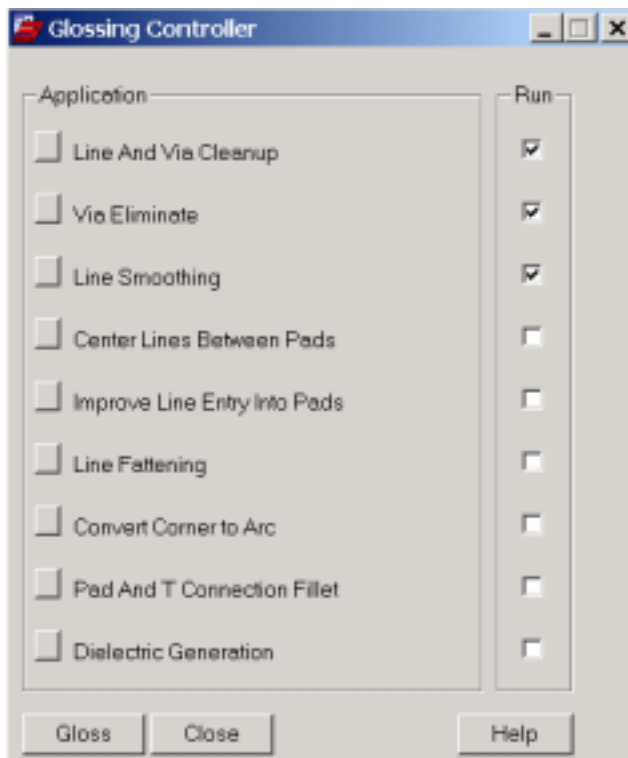 Glossing Controller
Application Run
Line And Via Cleanup
Via Eliminate
Line Smoothing
Center Lines Between Pads
Improve Line Entry Into Pads
Line Fattening
Convert Corner to Arc
Pad And T Connection Fillet
Dielectric Generation
Gloss Close Help